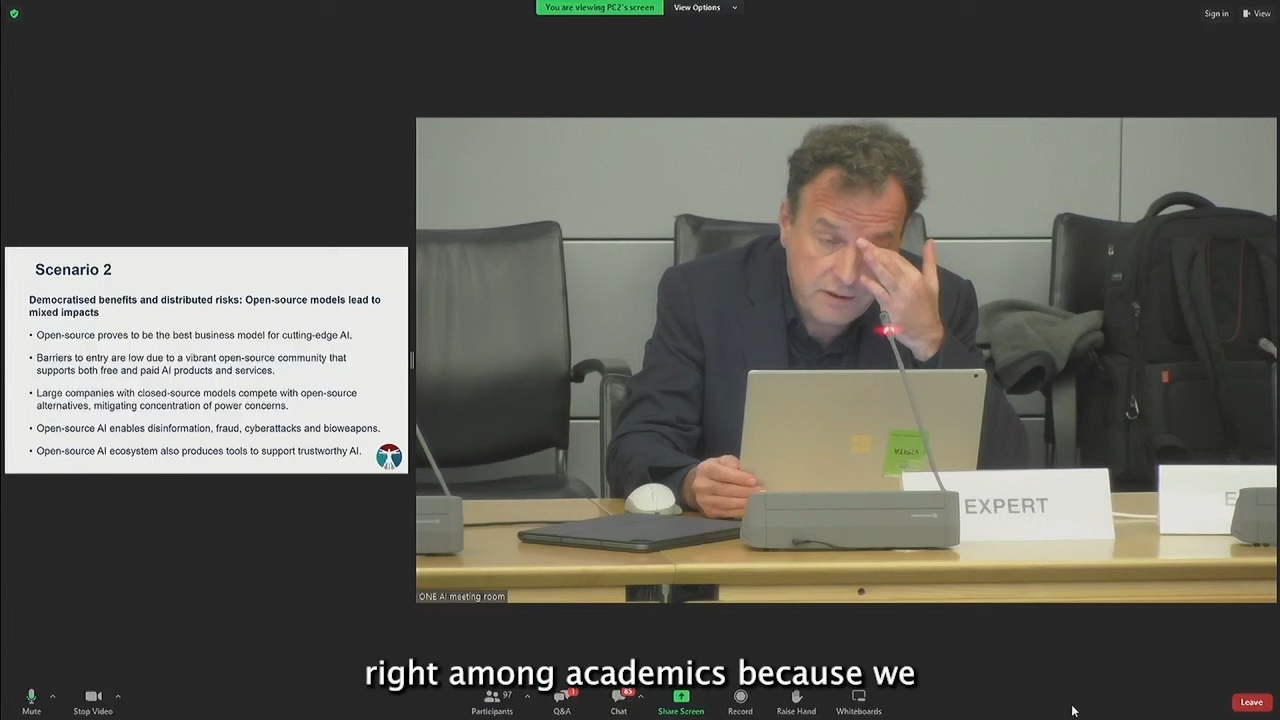 You are viewing PC2's screen
View Options
Sign in
View
Scenario 2
Democratised benefits and distributed risks: Open-source models lead to
mixed impacts
• Open-source proves to be the best business model for cutting-edge AI.
• Barriers to entry are low due to a vibrant open-source community that
supports both free and paid AI products and services.
• Large companies with closed-source models compete with open-source
alternatives, mitigating concentration of power concerns.
• Open-source AI enables disinformation, fraud, cyberattacks and bioweapons.
• Open-source AI ecosystem also produces tools to support trustworthy AI.
EXPERT
E
ONE AI meeting room
right among academics because we
Mute
Stop Video
97
Participants
1
Q&A
85
Chat
Share Screen
Record
Raise Hand
Whiteboards
Leave